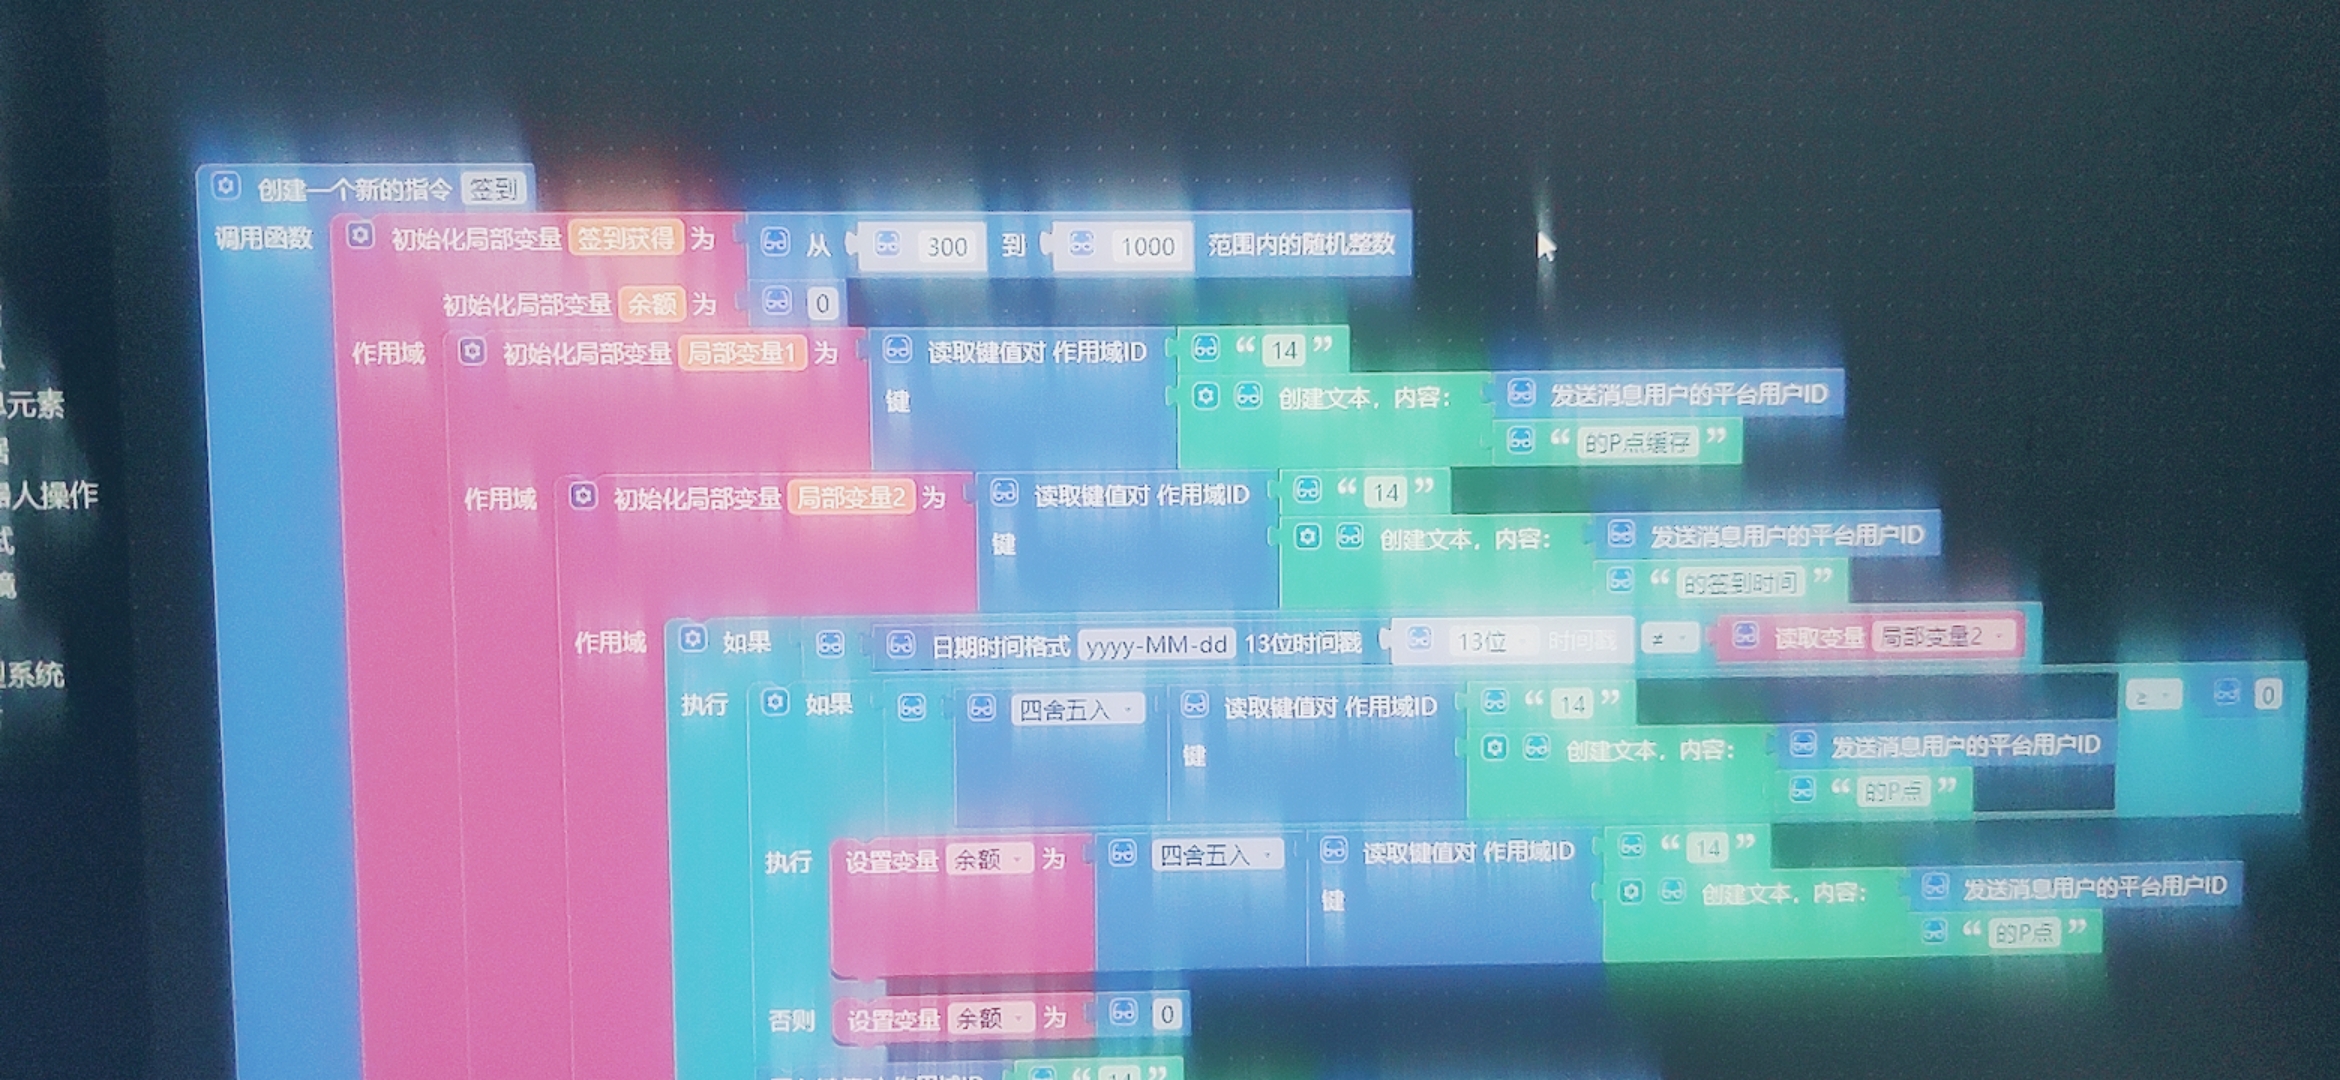 创建一个新的指令 签到
调用函数 初始化局部变量 签到获得 为 从 300 到 1000 范围内的随机整数
初始化局部变量 余额 为 0
作用域 初始化局部变量 局部变量1 为 读取键值对 作用域ID “ 14 ”
键 创建文本，内容： 发送消息用户的平台用户ID
“ 的P点缓存 ”
元素
作用域 初始化局部变量 局部变量2 为 读取键值对 作用域ID “ 14 ”
人操作
键 创建文本，内容： 发送消息用户的平台用户ID
式
“ 的签到时间 ”
作用域 如果 日期时间格式 yyyy-MM-dd 13位时间戳 13位 时间戳 ≠ 读取变量 局部变量2
系统
执行 如果 四舍五入 读取键值对 作用域ID “ 14 ” ≥ 0
键 创建文本，内容： 发送消息用户的平台用户ID
“ 的P点 ”
执行 设置变量 余额 为 四舍五入 读取键值对 作用域ID “ 14 ”
键 创建文本，内容： 发送消息用户的平台用户ID
“ 的P点 ”
否则 设置变量 余额 为 0
“ 14 ”